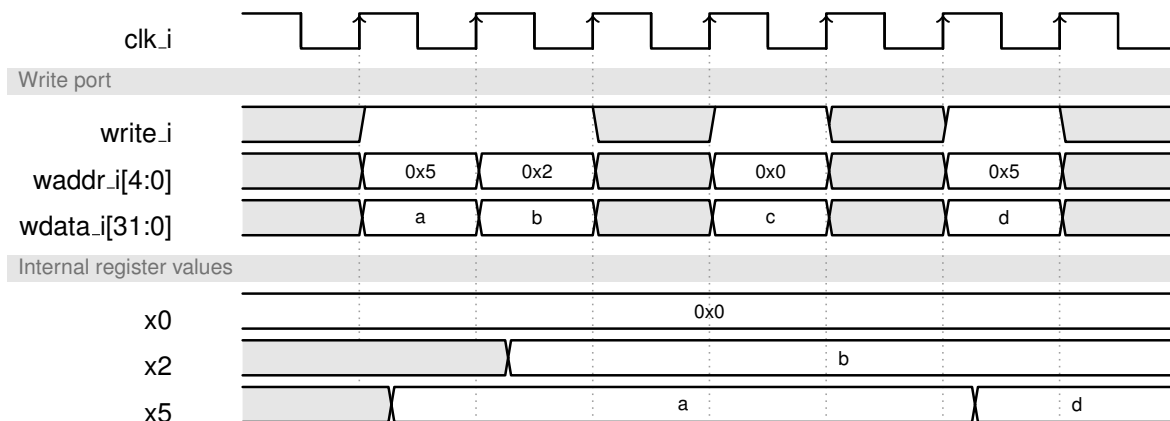 clk_i
Write port
write_i
waddr_i[4:0] 0x5 0x2 0x0 0x5
wdata_i[31:0] a b c d
Internal register values
x0 0x0
x2 b
x5 a d